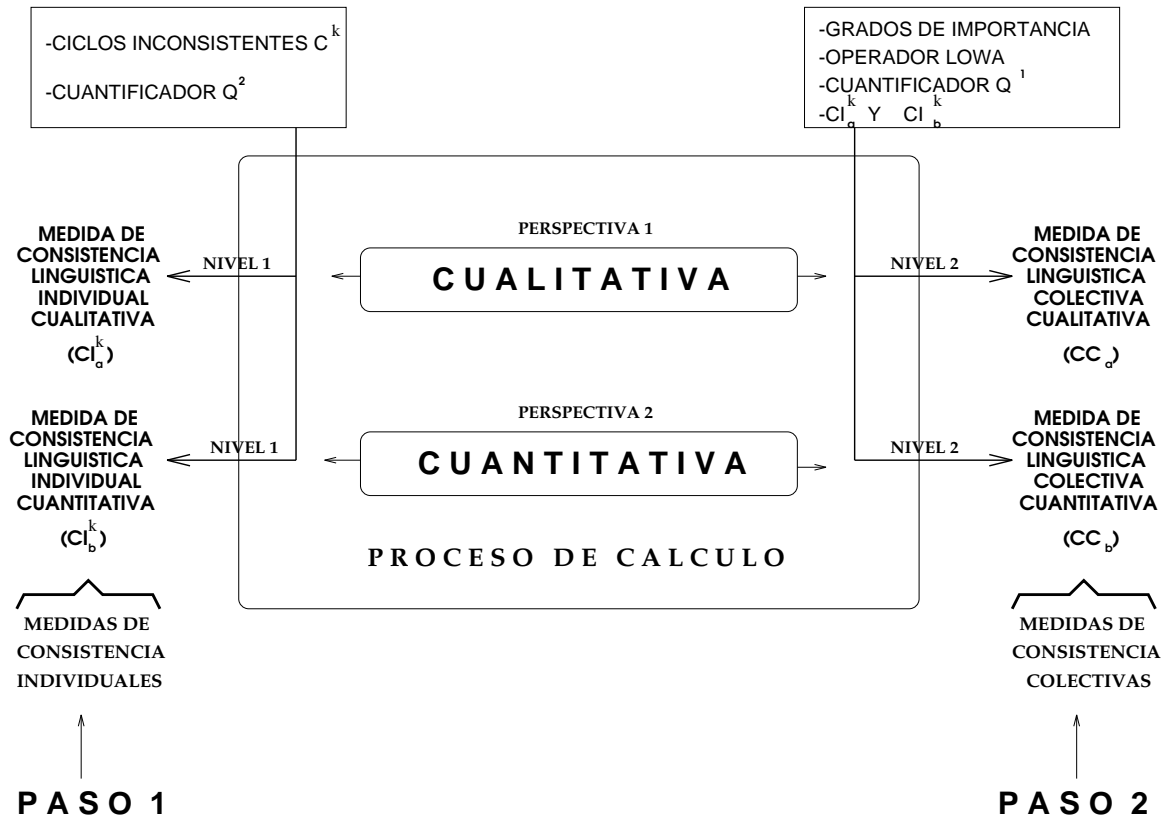 -CICLOS INCONSISTENTES C^k
-CUANTIFICADOR Q^2
-GRADOS DE IMPORTANCIA
-OPERADOR LOWA
-CUANTIFICADOR Q^1
-CI_a^k Y CI_b^k
PERSPECTIVA 1
CUALITATIVA
NIVEL 1
NIVEL 2
MEDIDA DE
CONSISTENCIA
LINGUISTICA
INDIVIDUAL
CUALITATIVA
(CI_a^k)
MEDIDA DE
CONSISTENCIA
LINGUISTICA
COLECTIVA
CUALITATIVA
(CC_a)
PERSPECTIVA 2
CUANTITATIVA
NIVEL 1
NIVEL 2
MEDIDA DE
CONSISTENCIA
LINGUISTICA
INDIVIDUAL
CUANTITATIVA
(CI_b^k)
MEDIDA DE
CONSISTENCIA
LINGUISTICA
COLECTIVA
CUANTITATIVA
(CC_b)
PROCESO DE CALCULO
MEDIDAS DE
CONSISTENCIA
INDIVIDUALES
MEDIDAS DE
CONSISTENCIA
COLECTIVAS
PASO 1
PASO 2